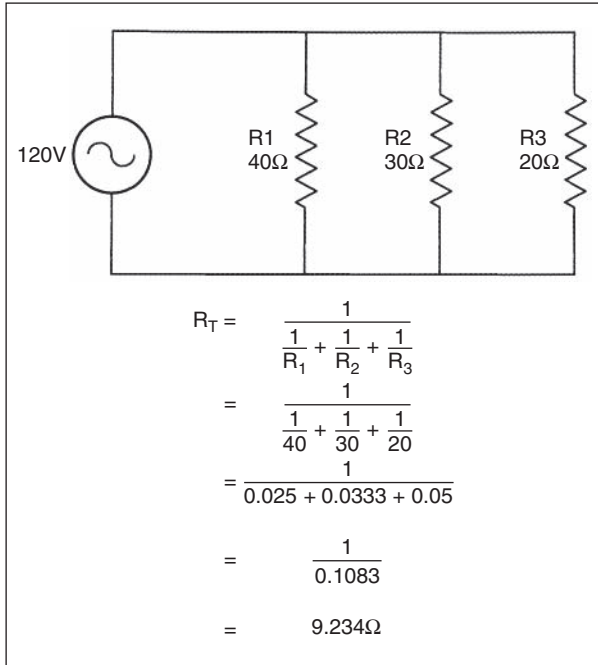 120V
R1
40Ω
R2
30Ω
R3
20Ω
R_T = 1 / (1/R_1 + 1/R_2 + 1/R_3)
= 1 / (1/40 + 1/30 + 1/20)
= 1 / (0.025 + 0.0333 + 0.05)
= 1 / 0.1083
= 9.234Ω